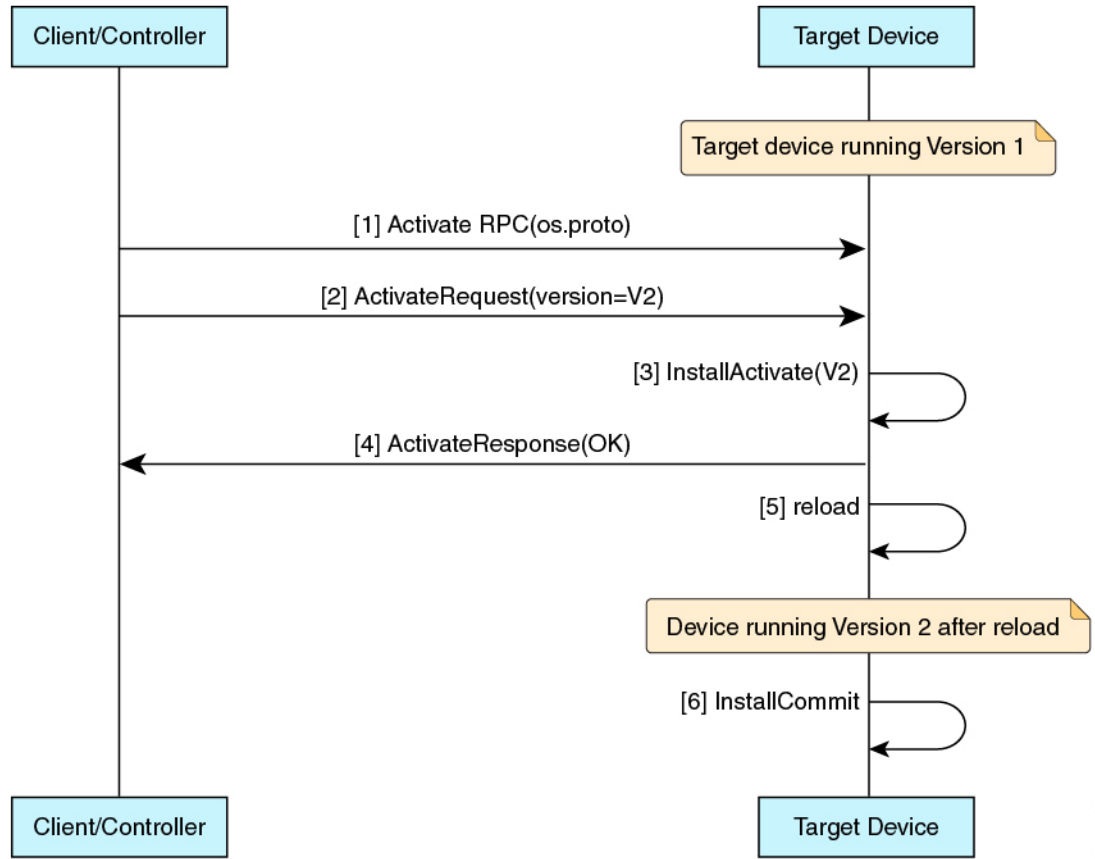 Client/Controller
Target Device
Target device running Version 1
[1] Activate RPC(os.proto)
[2] ActivateRequest(version=V2)
[3] InstallActivate(V2)
[4] ActivateResponse(OK)
[5] reload
Device running Version 2 after reload
[6] InstallCommit
Client/Controller
Target Device